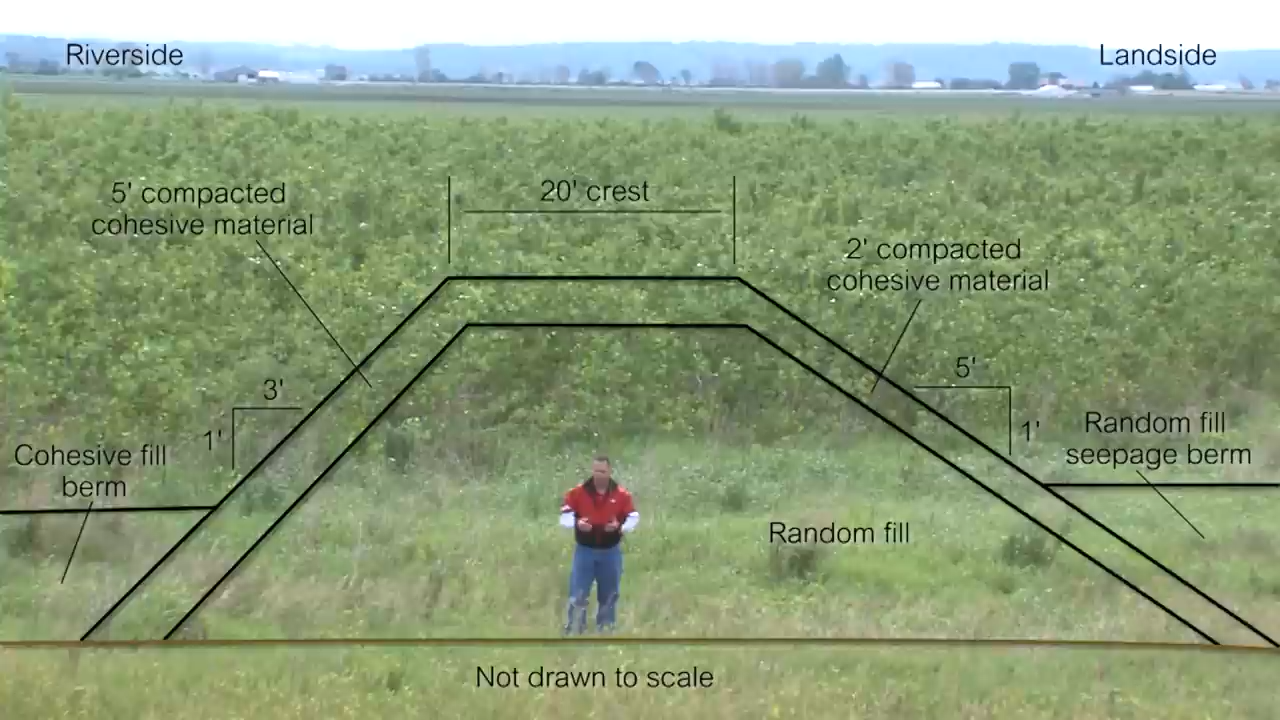 Riverside
Landside
5' compacted
cohesive material
20' crest
2' compacted
cohesive material
3'
1'
5'
1'
Cohesive fill
berm
Random fill
seepage berm
Random fill
Not drawn to scale